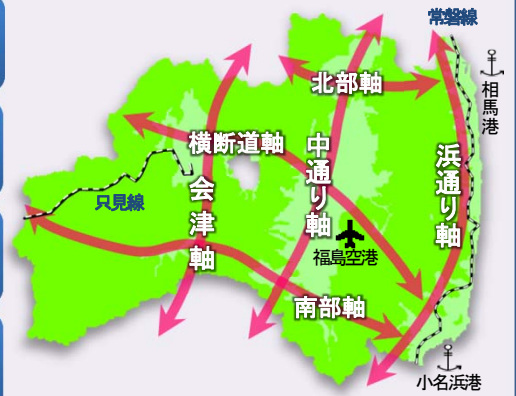 常磐線
北部軸
相馬港
横断道軸
中通り軸
浜通り軸
会津軸
只見線
福島空港
南部軸
小名浜港